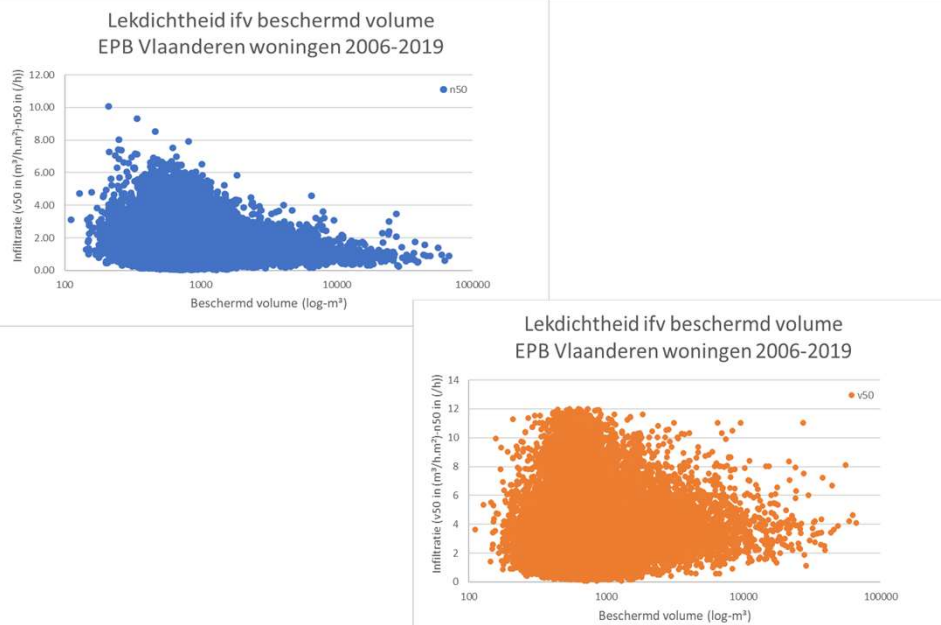 Lekdichtheid ifv beschermd volume
EPB Vlaanderen woningen 2006-2019
Infiltratie (v50 in (m³/h.m²)-n50 in (/h))
12.00
10.00
8.00
6.00
4.00
2.00
0.00
n50
100
1000
10000
100000
Beschermd volume (log-m³)
Lekdichtheid ifv beschermd volume
EPB Vlaanderen woningen 2006-2019
Infiltratie (v50 in (m³/h.m²)-n50 in (/h))
14
12
10
8
6
4
2
0
v50
100
1000
10000
100000
Beschermd volume (log-m³)